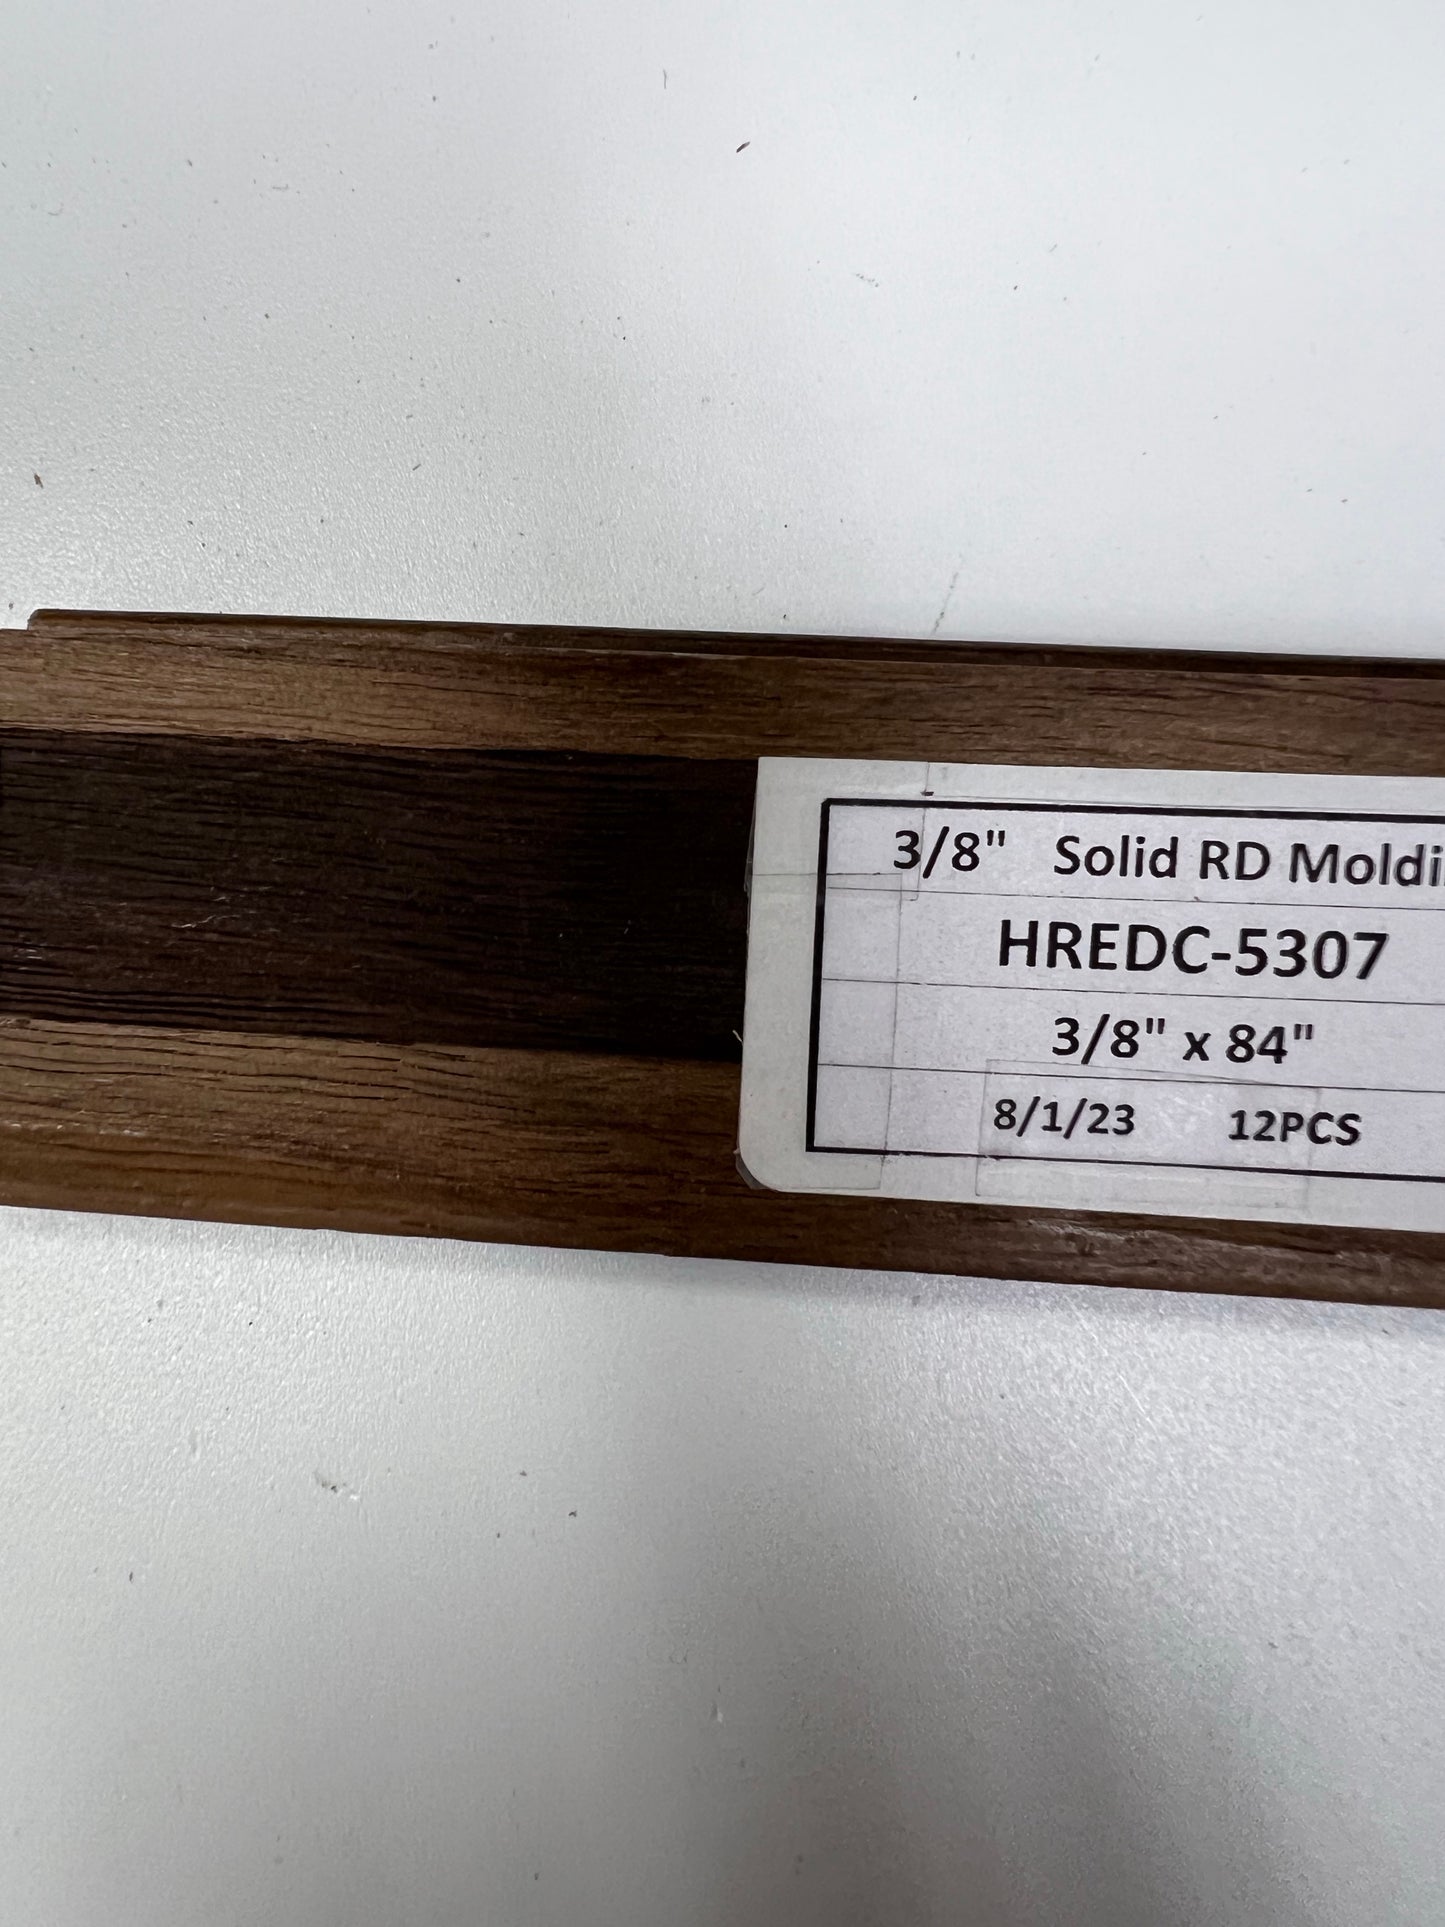 3/8" Solid RD Moldi
HREDC-5307
3/8" x 84"
8/1/23 12PCS